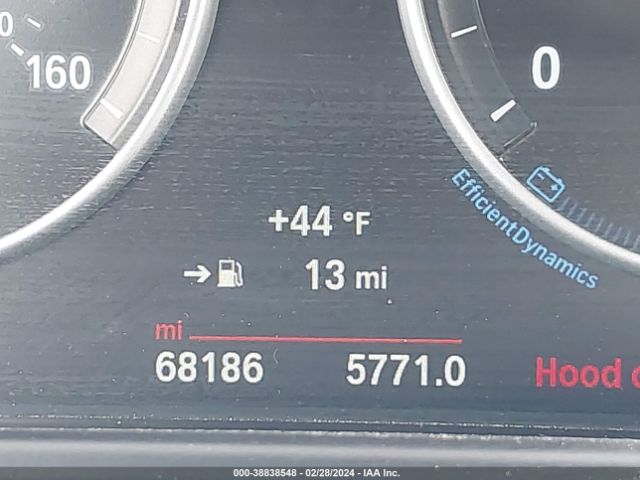 160
0
EfficientDynamics
+44 °F
13 mi
mi
68186
5771.0
Hood
000-38838548 - 02/28/2024 - IAA Inc.